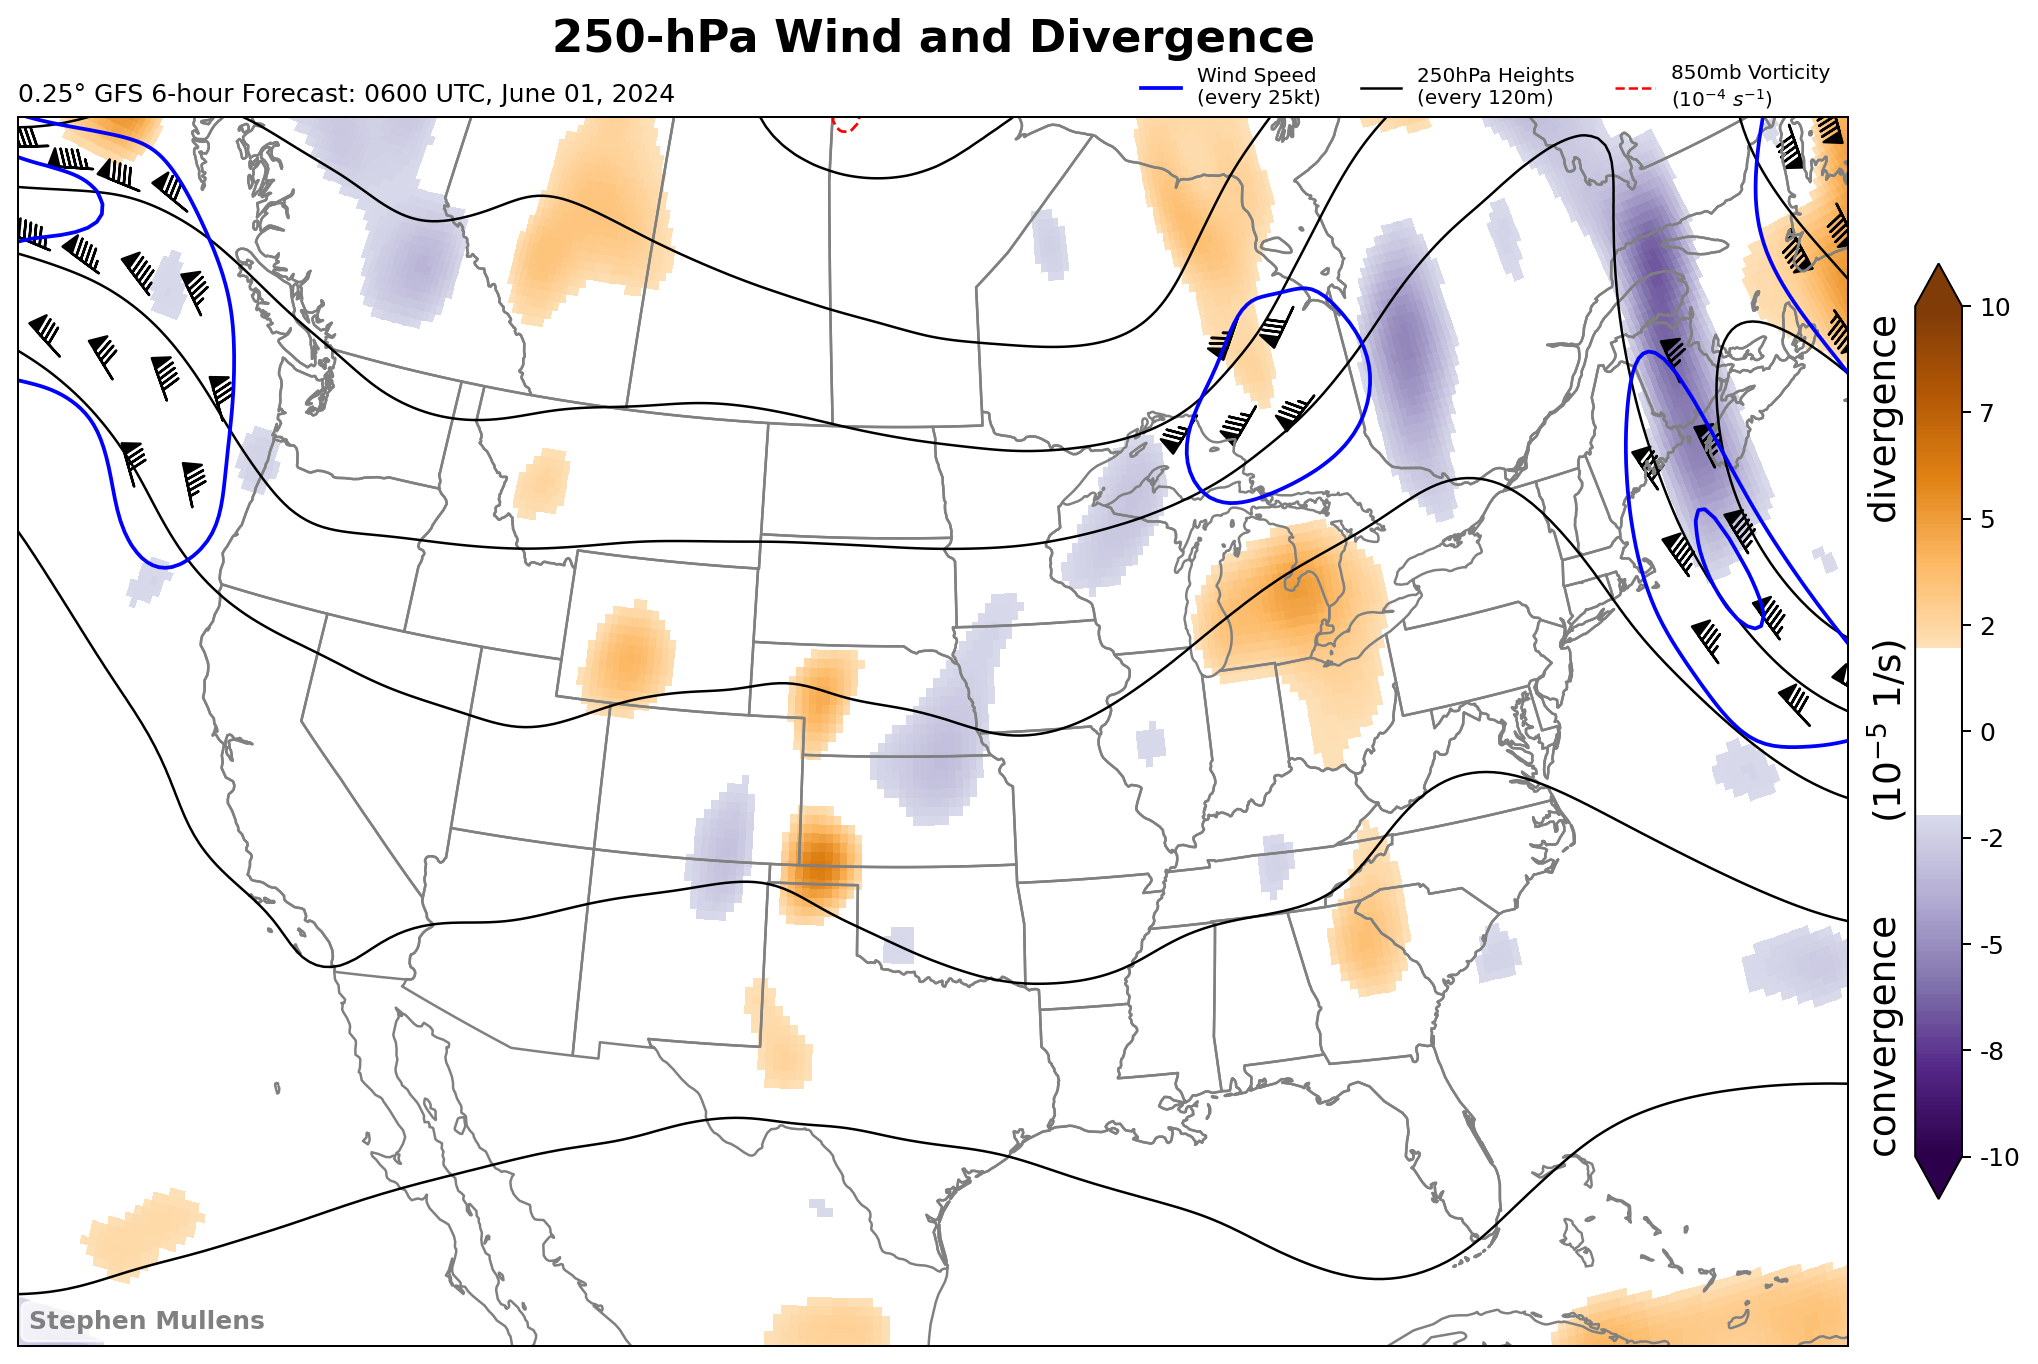 250-hPa Wind and Divergence
0.25° GFS 6-hour Forecast: 0600 UTC, June 01, 2024
Wind Speed
(every 25kt)
250hPa Heights
(every 120m)
850mb Vorticity
(10⁻⁴ s⁻¹)
10
7
5
2
0
-2
-5
-8
-10
divergence
(10⁻⁵ 1/s)
convergence
Stephen Mullens